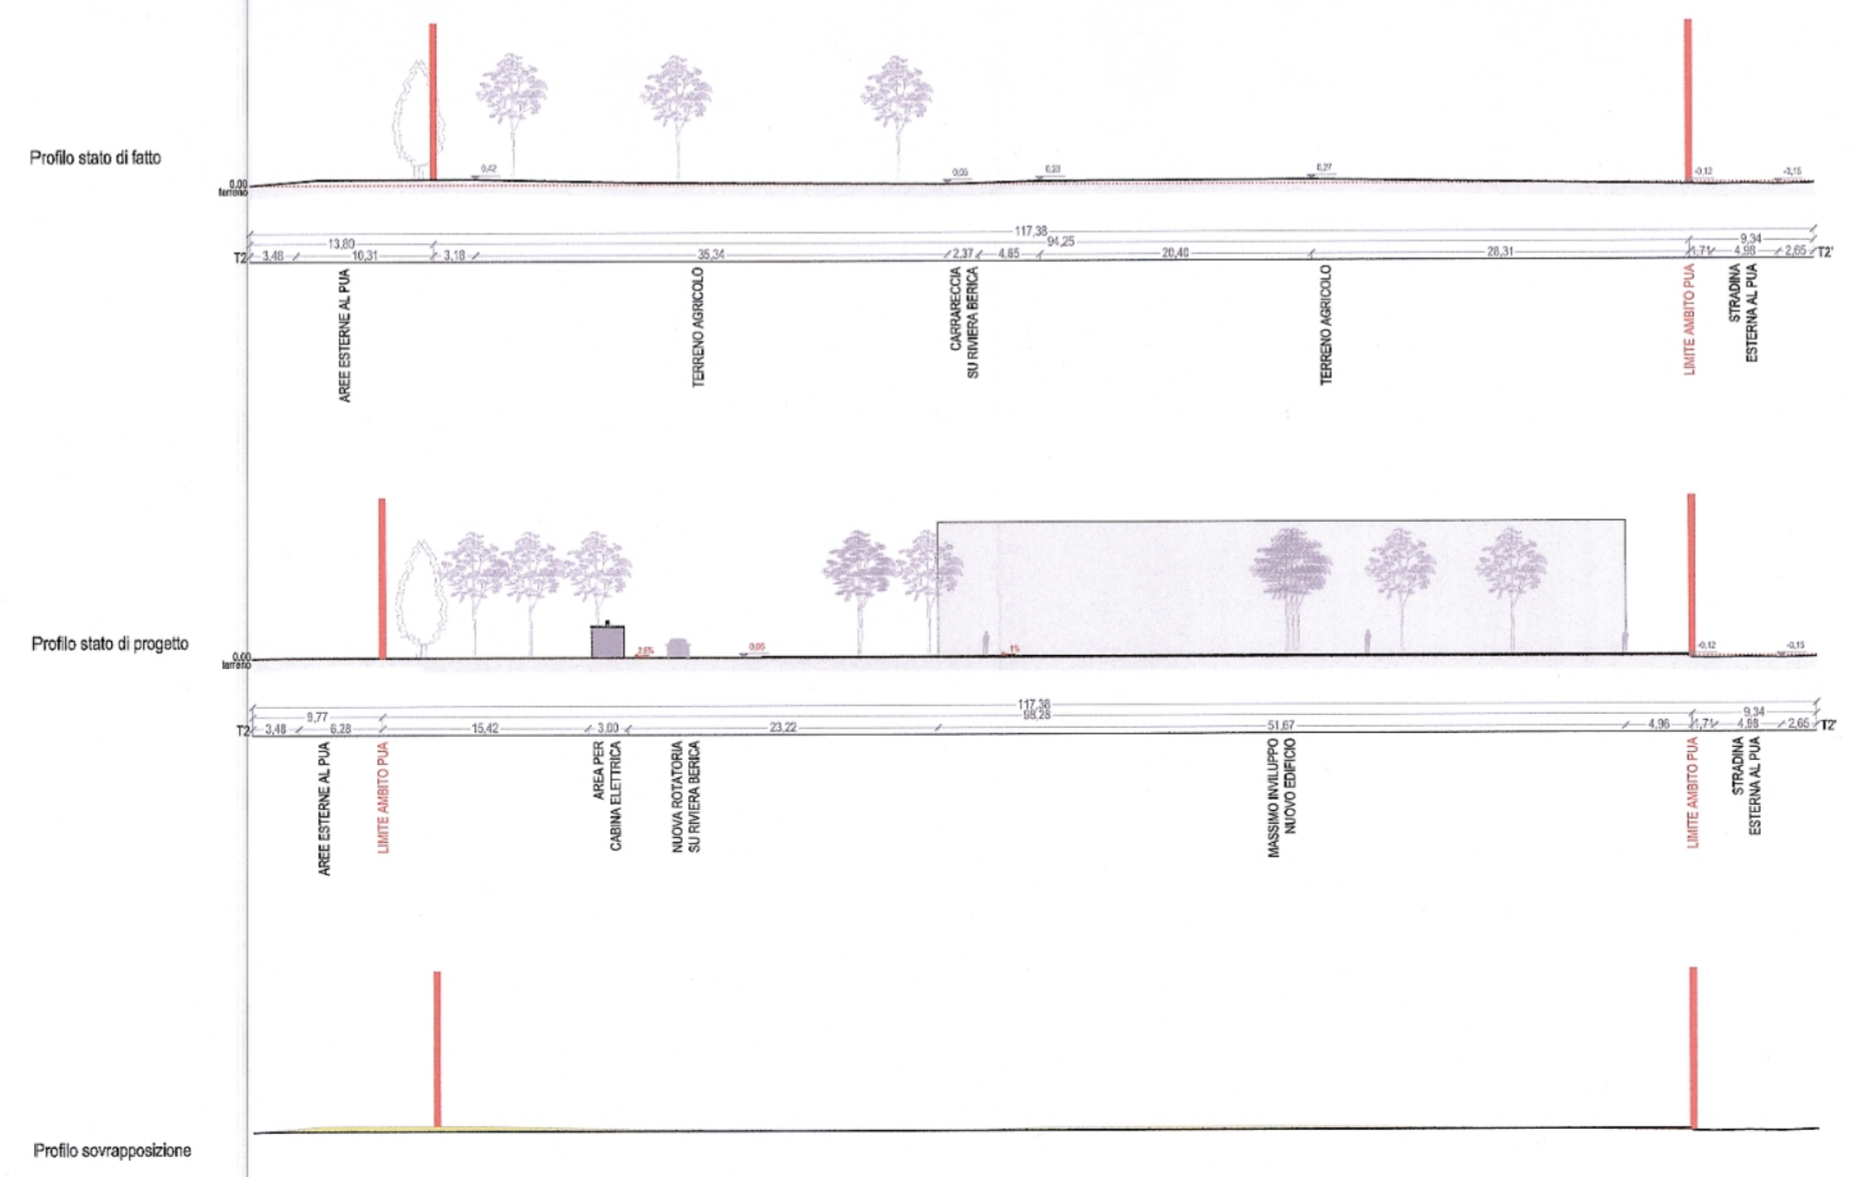 Profilo stato di fatto
0,42
0,05
0,23
0,27
-0,12
-0,15
0.00
terreno
117,38
13,80
94,25
9,34
T2
3,48
10,31
3,18
35,34
2,37
4,65
20,40
28,31
1,71
4,98
2,65
T2'
AREE ESTERNE AL PUA
TERRENO AGRICOLO
CARRARECCIA
SU RIVIERA BERICA
TERRENO AGRICOLO
LIMITE AMBITO PUA
STRADINA
ESTERNA AL PUA
Profilo stato di progetto
2,6%
0,05
1%
-0,12
-0,15
0.00
terreno
117,38
9,77
98,28
9,34
T2
3,48
6,28
15,42
3,00
23,22
51,67
4,96
1,71
4,98
2,65
T2'
AREE ESTERNE AL PUA
LIMITE AMBITO PUA
AREA PER
CABINA ELETTRICA
NUOVA ROTATORIA
SU RIVIERA BERICA
MASSIMO INVILUPPO
NUOVO EDIFICIO
LIMITE AMBITO PUA
STRADINA
ESTERNA AL PUA
Profilo sovrapposizione